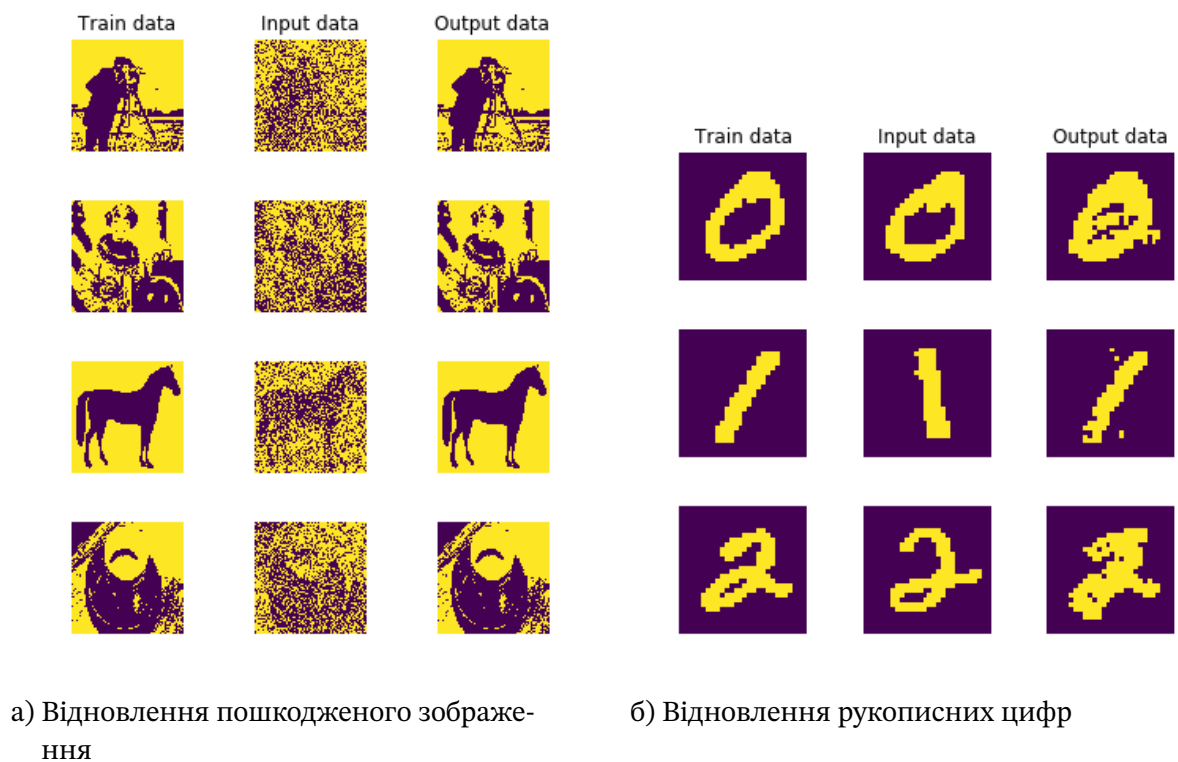 Train data Input data Output data
Train data Input data Output data
а) Відновлення пошкодженого зображе-
ння
б) Відновлення рукописних цифр